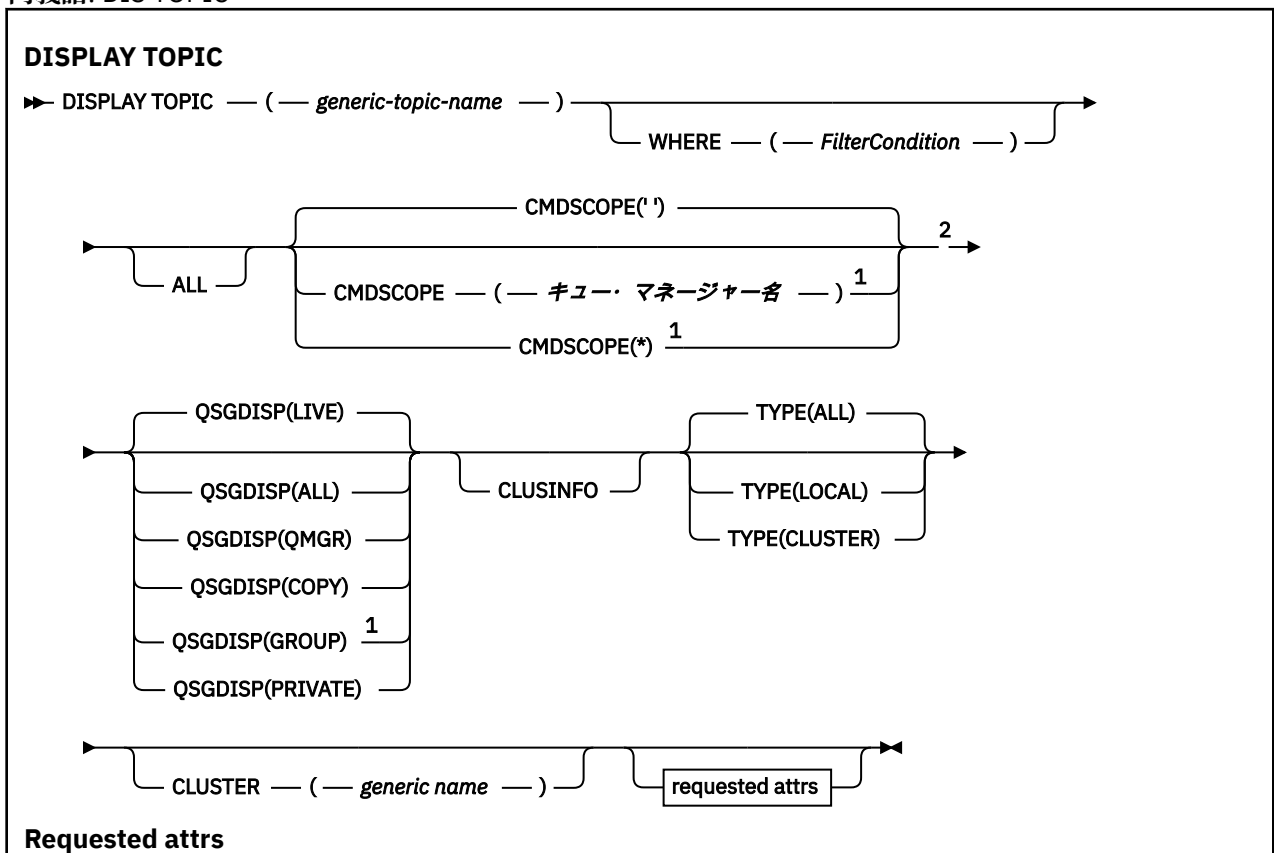 DISPLAY TOPIC
DISPLAY TOPIC ( generic-topic-name )
WHERE ( FilterCondition )
CMDSCOPE(' ')
2
ALL
CMDSCOPE ( キュー・マネージャー名 ) 1
CMDSCOPE(*) 1
QSGDISP(LIVE)
TYPE(ALL)
QSGDISP(ALL)
CLUSINFO
TYPE(LOCAL)
QSGDISP(QMGR)
TYPE(CLUSTER)
QSGDISP(COPY)
QSGDISP(GROUP) 1
QSGDISP(PRIVATE)
CLUSTER ( generic name )
requested attrs
Requested attrs